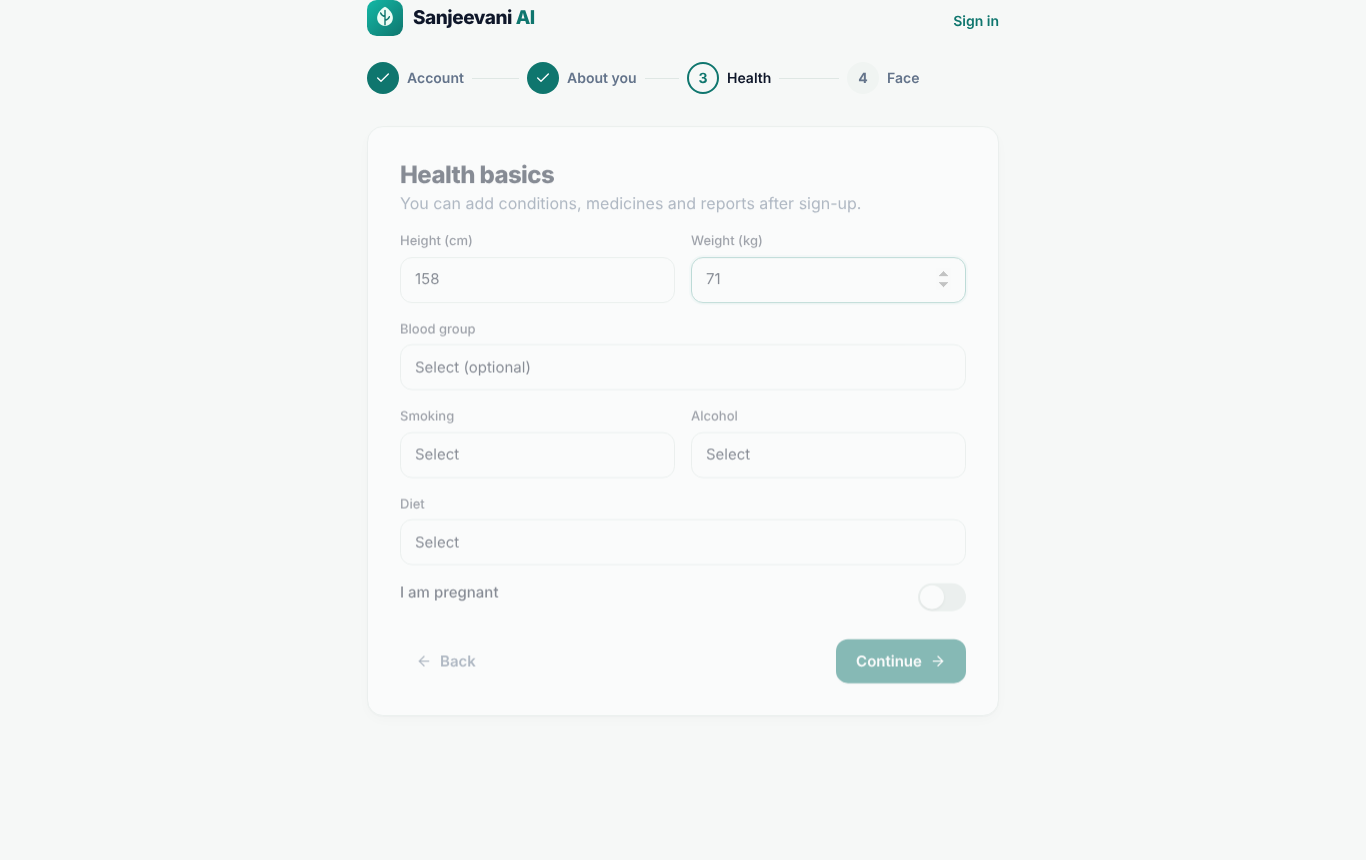 Sanjeevani AI
Sign in
Account
About you
3
Health
4
Face
Health basics
You can add conditions, medicines and reports after sign-up.
Height (cm)
Weight (kg)
158
71
Blood group
Select (optional)
Smoking
Alcohol
Select
Select
Diet
Select
I am pregnant
Back
Continue